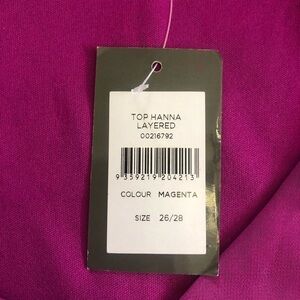 TOP HANNA
LAYERED
00216792
9 359219 204213
COLOUR MAGENTA
SIZE 26/28